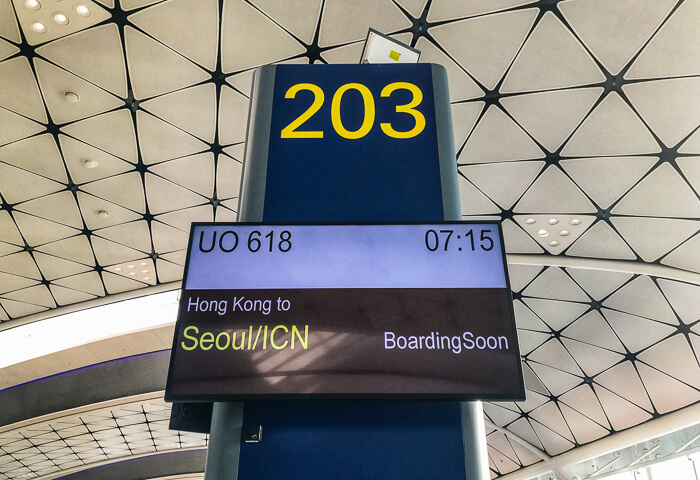 203
UO 618 07:15
Hong Kong to
Seoul/ICN BoardingSoon